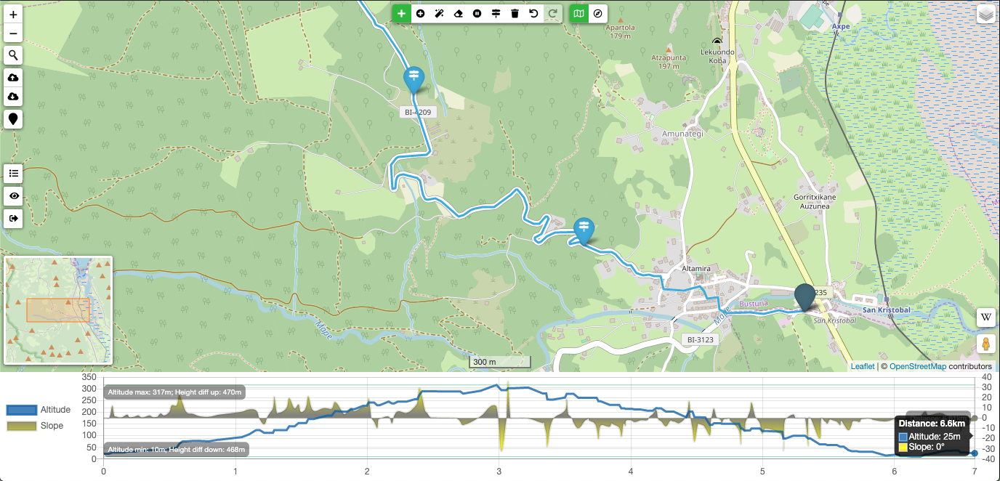 +
−
Apartola
179 m
Axpe
Lekuondo
Koba
Atzapunta
197 m
BI-4209
Amunategi
Gorritxikane
Auzunea
Altamira
235
Busturia
San Kristobal
San Kristobal
Mape
Mape
BI-3123
W
300 m
Leaflet | © OpenStreetMap contributors
350
300
250
200
150
100
50
0
40
30
20
10
0
-10
-20
-30
-40
Altitude max: 317m; Height diff up: 470m
Altitude
Slope
Altitude min: 10m; Height diff down: 468m
Distance: 6.6km
Altitude: 25m
Slope: 0°
0 1 2 3 4 5 6 7